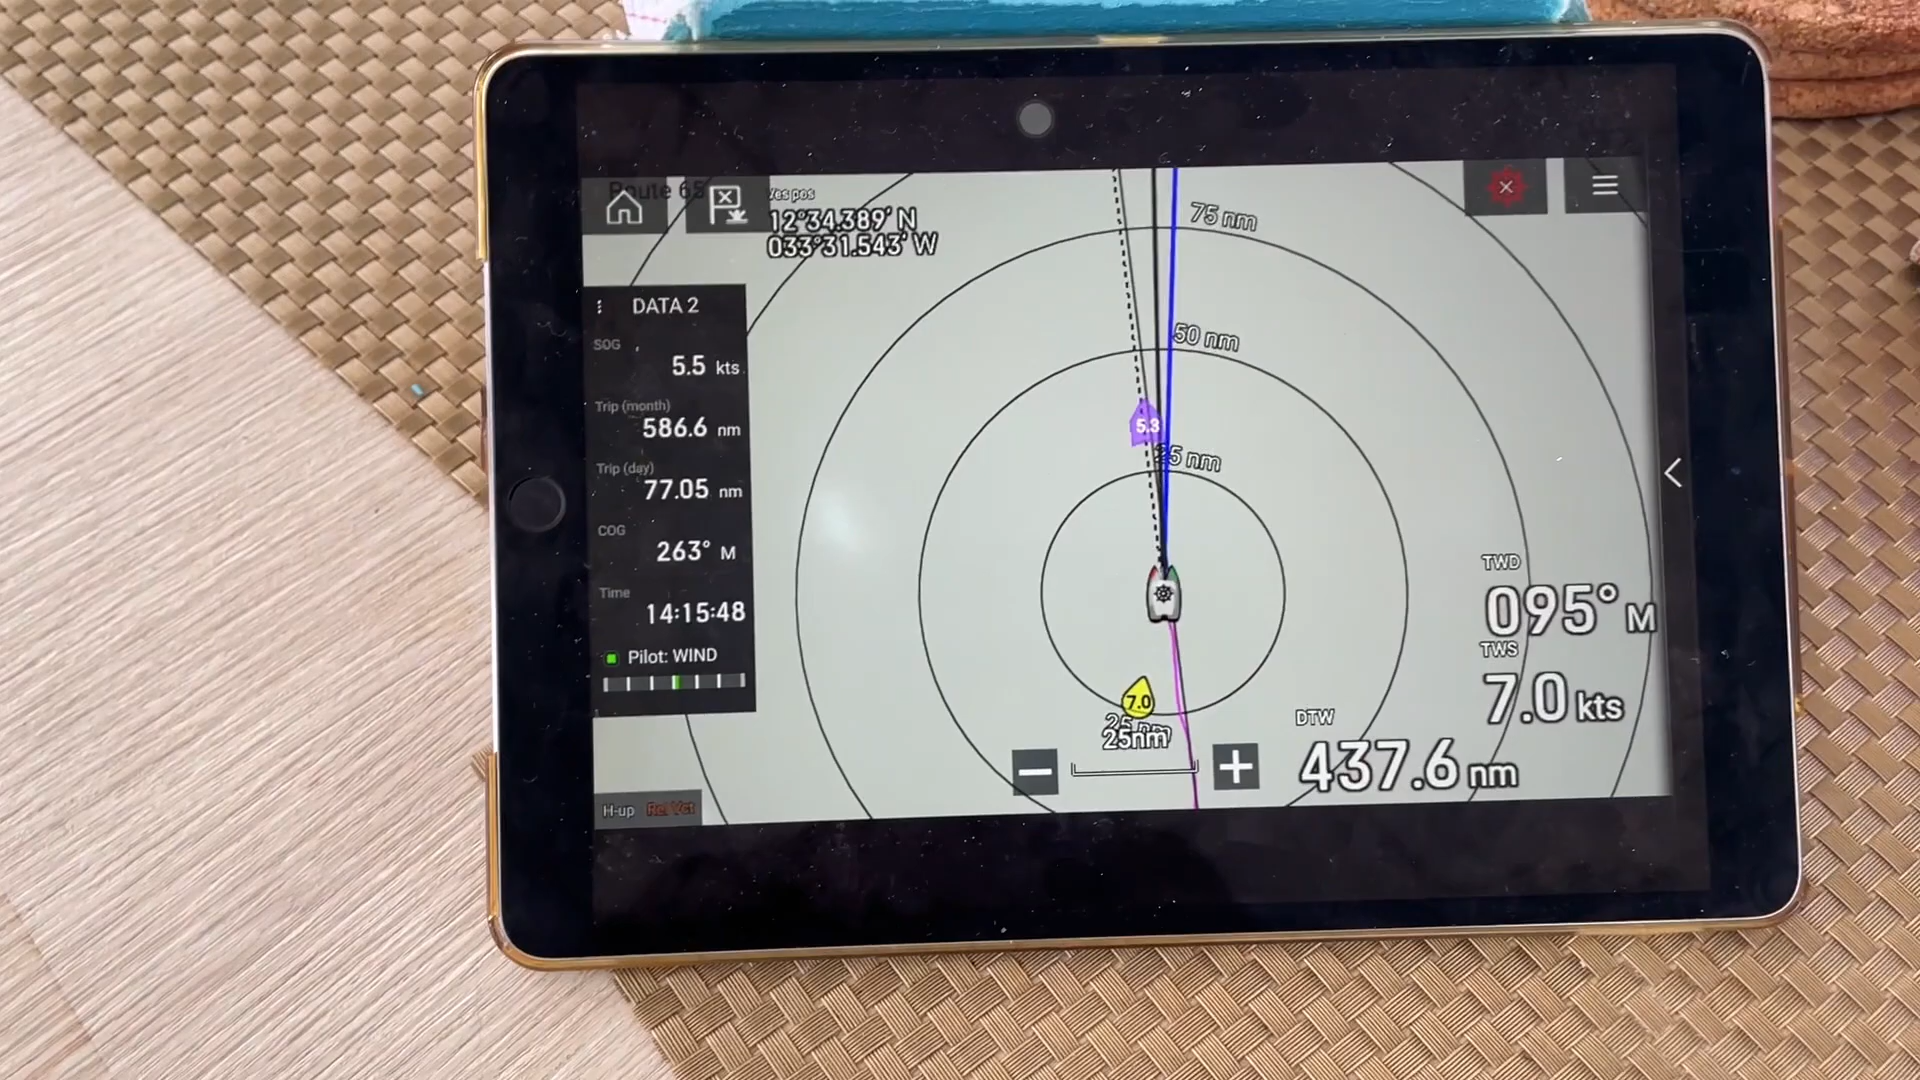 Route 65
Ves pos
12°34.389' N
033°31.543' W
DATA 2
SOG
5.5 kts
Trip (month)
586.6 nm
Trip (day)
77.05 nm
COG
263° M
Time
14:15:48
Pilot: WIND
H-up Rel Vct
75 nm
50 nm
5.3
25 nm
7.0
25 nm
25nm
TWD
095° M
TWS
7.0 kts
DTW
437.6 nm